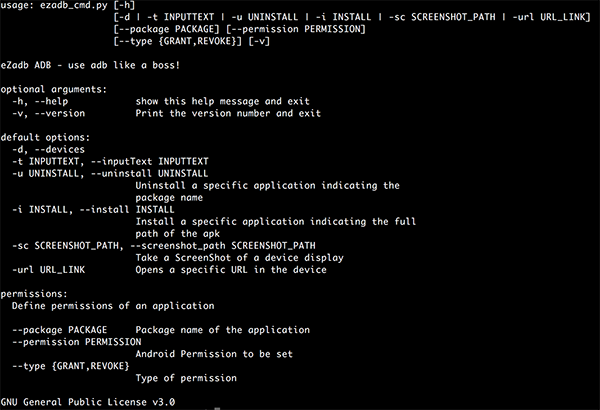 usage: ezadb_cmd.py [-h]
[-d | -t INPUTTEXT | -u UNINSTALL | -i INSTALL | -sc SCREENSHOT_PATH | -url URL_LINK]
[--package PACKAGE] [--permission PERMISSION]
[--type {GRANT,REVOKE}] [-v]
eZadb ADB - use adb like a boss!
optional arguments:
-h, --help show this help message and exit
-v, --version Print the version number and exit
default options:
-d, --devices
-t INPUTTEXT, --inputText INPUTTEXT
-u UNINSTALL, --uninstall UNINSTALL
Uninstall a specific application indicating the
package name
-i INSTALL, --install INSTALL
Install a specific application indicating the full
path of the apk
-sc SCREENSHOT_PATH, --screenshot_path SCREENSHOT_PATH
Take a ScreenShot of a device display
-url URL_LINK Opens a specific URL in the device
permissions:
Define permissions of an application
--package PACKAGE Package name of the application
--permission PERMISSION
Android Permission to be set
--type {GRANT,REVOKE}
Type of permission
GNU General Public License v3.0